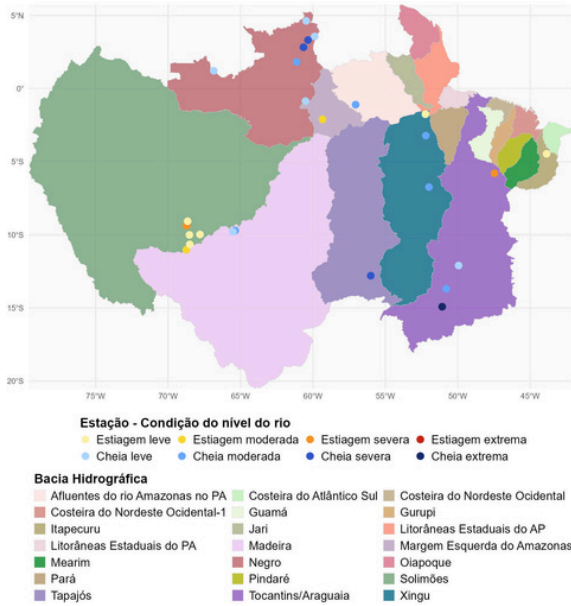 5°N
0°
5°S
10°S
15°S
20°S
75°W 70°W 65°W 60°W 55°W 50°W 45°W
Estação - Condição do nível do rio
Estiagem leve Estiagem moderada Estiagem severa Estiagem extrema
Cheia leve Cheia moderada Cheia severa Cheia extrema
Bacia Hidrográfica
Afluentes do rio Amazonas no PA Costeira do Atlântico Sul Costeira do Nordeste Ocidental
Costeira do Nordeste Ocidental-1 Guamá Gurupi
Itapecuru Jari Litorâneas Estaduais do AP
Litorâneas Estaduais do PA Madeira Margem Esquerda do Amazonas
Mearim Negro Oiapoque
Pará Pindaré Solimões
Tapajós Tocantins/Araguaia Xingu